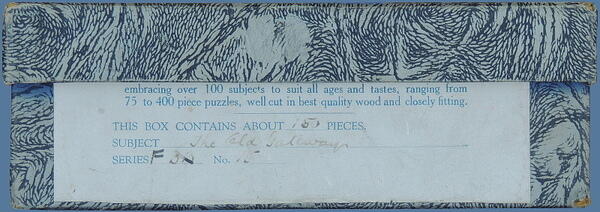 embracing over 100 subjects to suit all ages and tastes, ranging from
75 to 400 piece puzzles, well cut in best quality wood and closely fitting.
THIS BOX CONTAINS ABOUT 150 PIECES.
SUBJECT The Old Gateway
SERIES F No. 15